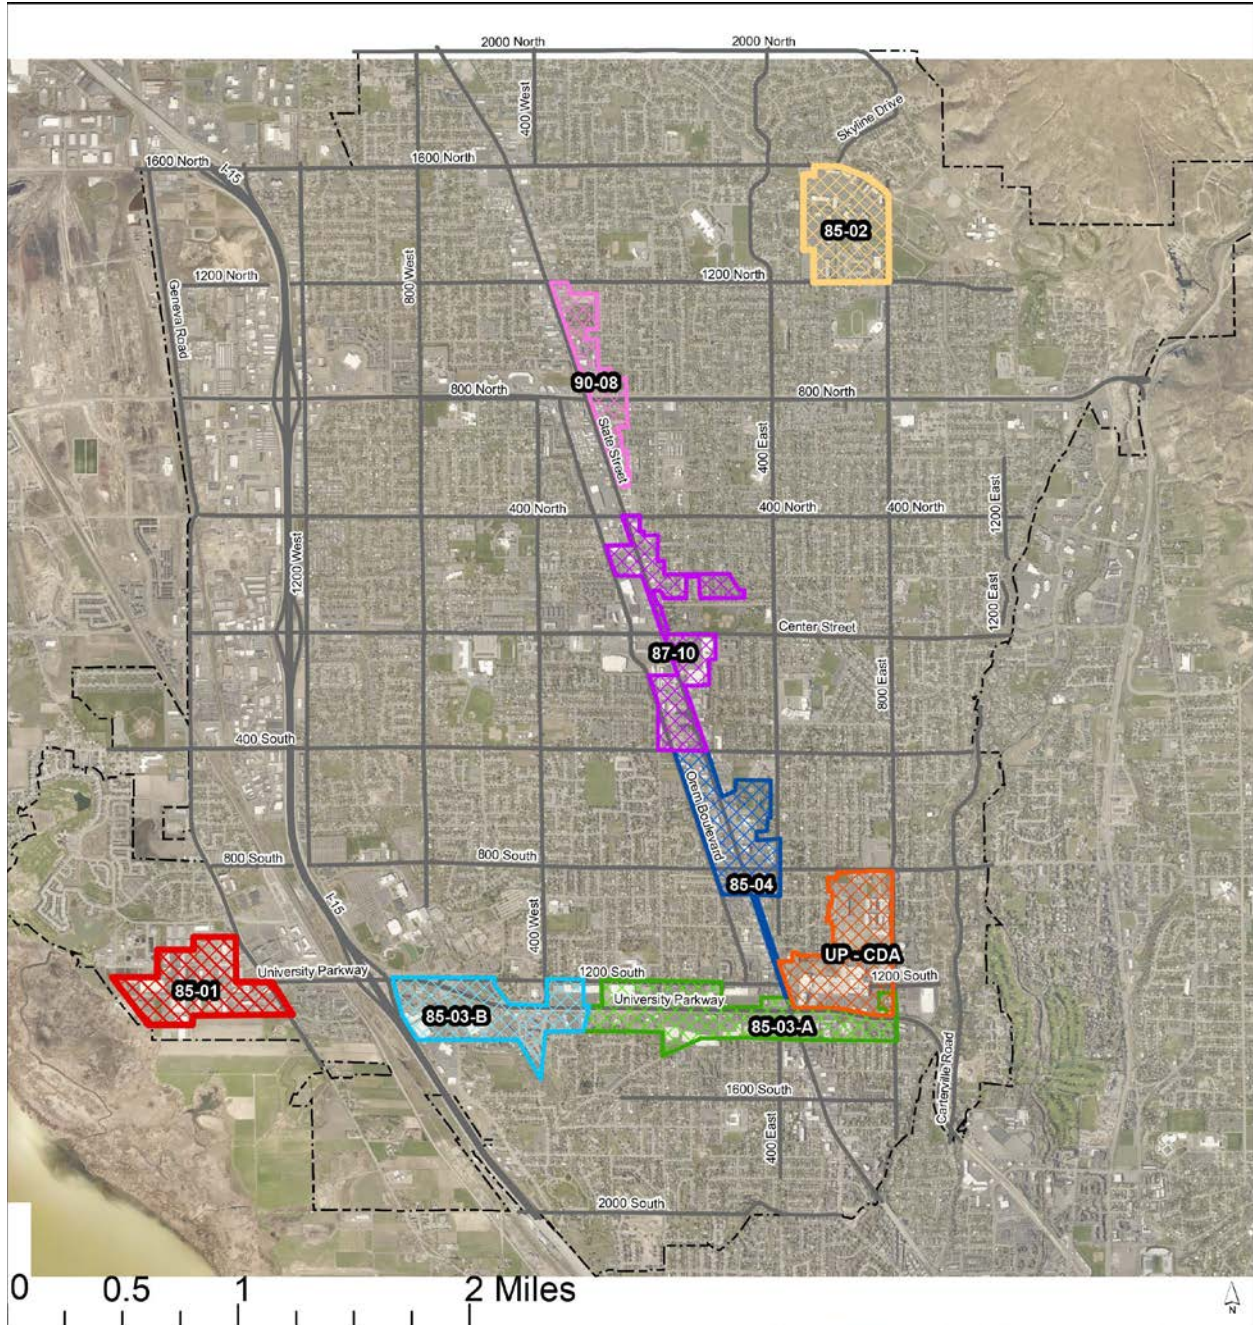 2000 North
2000 North
400 West
Skyline Drive
1600 North
I-15
1600 North
85-02
1200 North
800 West
1200 North
Geneva Road
90-08
800 North
800 North
State Street
400 East
400 North
400 North
400 North
1200 East
1200 West
Center Street
1200 East
87-10
800 East
400 South
Orem Boulevard
800 South
800 South
85-04
I-15
400 West
UP - CDA
University Parkway
1200 South
1200 South
85-01
University Parkway
85-03-B
85-03-A
Carterville Road
1600 South
400 East
2000 South
0 0.5 1 2 Miles
N